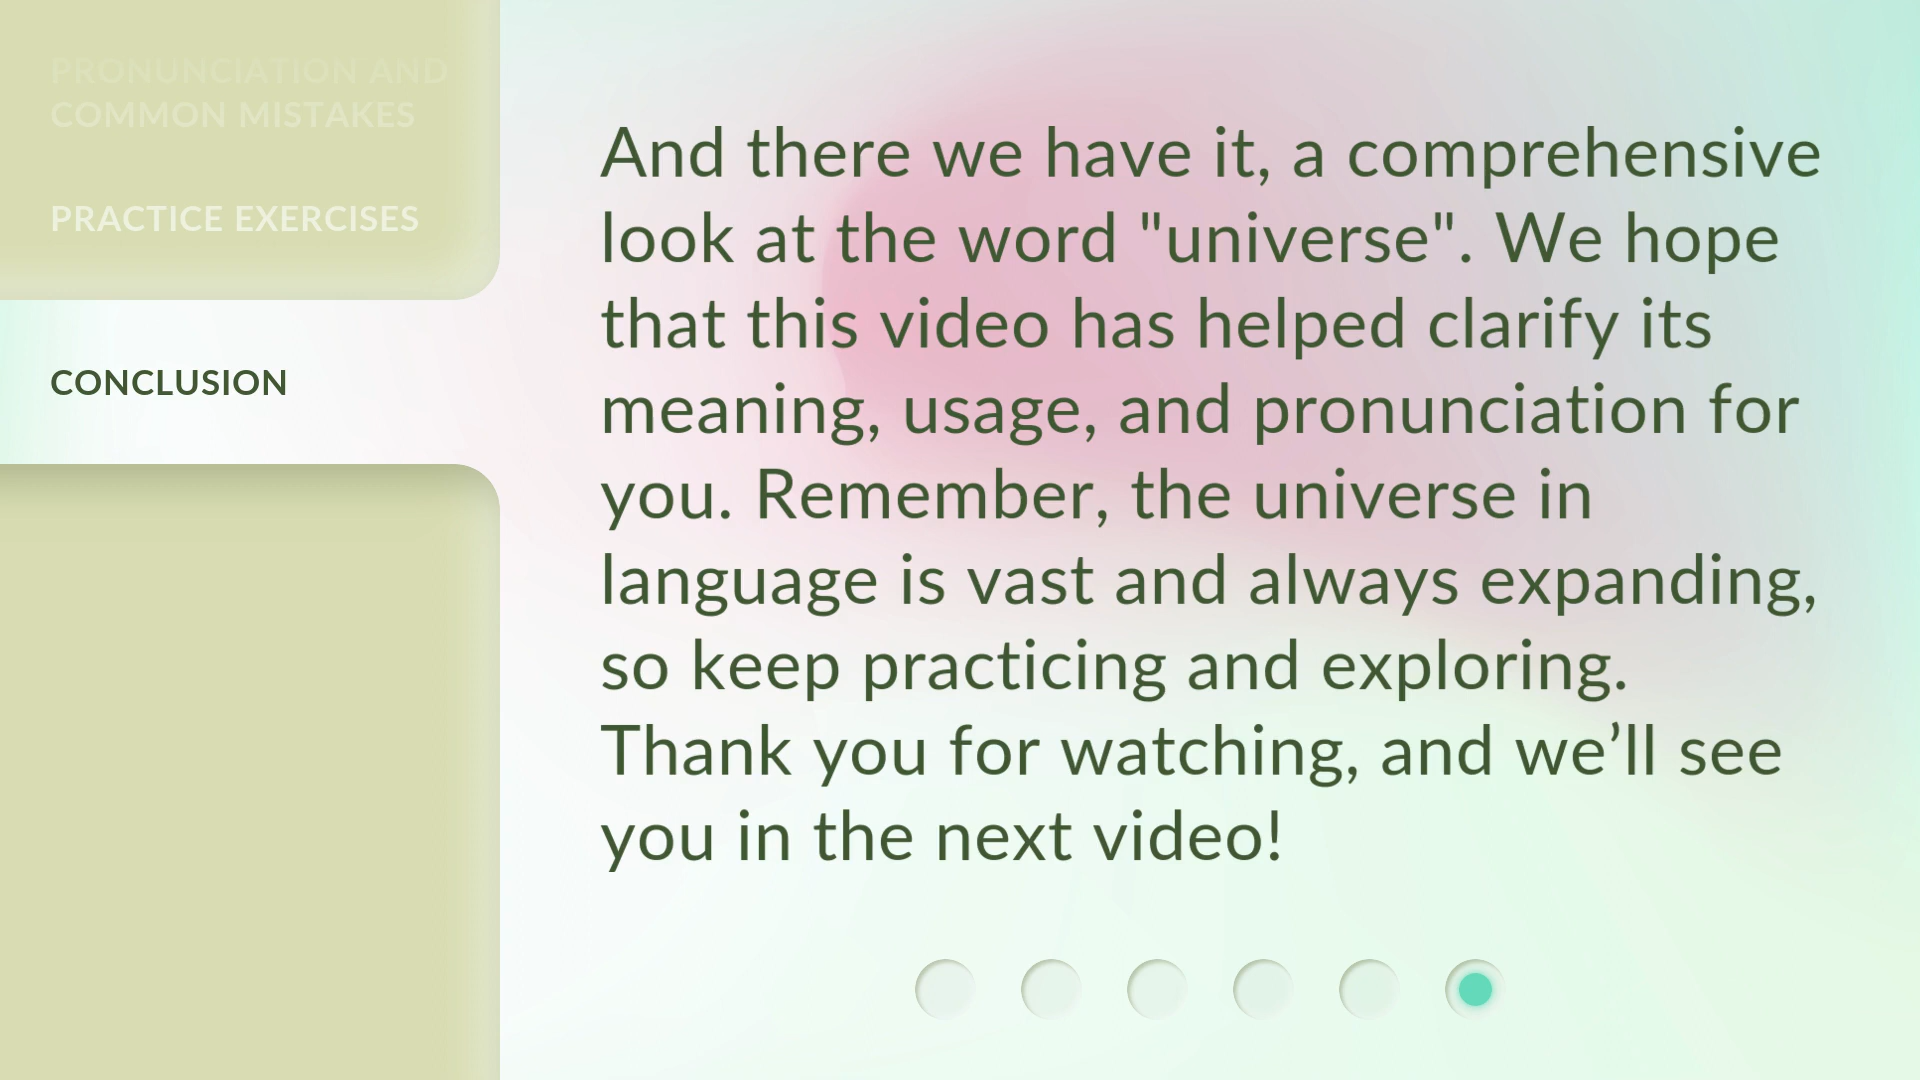 PRONUNCIATION AND
COMMON MISTAKES
PRACTICE EXERCISES
CONCLUSION
And there we have it, a comprehensive
look at the word "universe". We hope
that this video has helped clarify its
meaning, usage, and pronunciation for
you. Remember, the universe in
language is vast and always expanding,
so keep practicing and exploring.
Thank you for watching, and we’ll see
you in the next video!